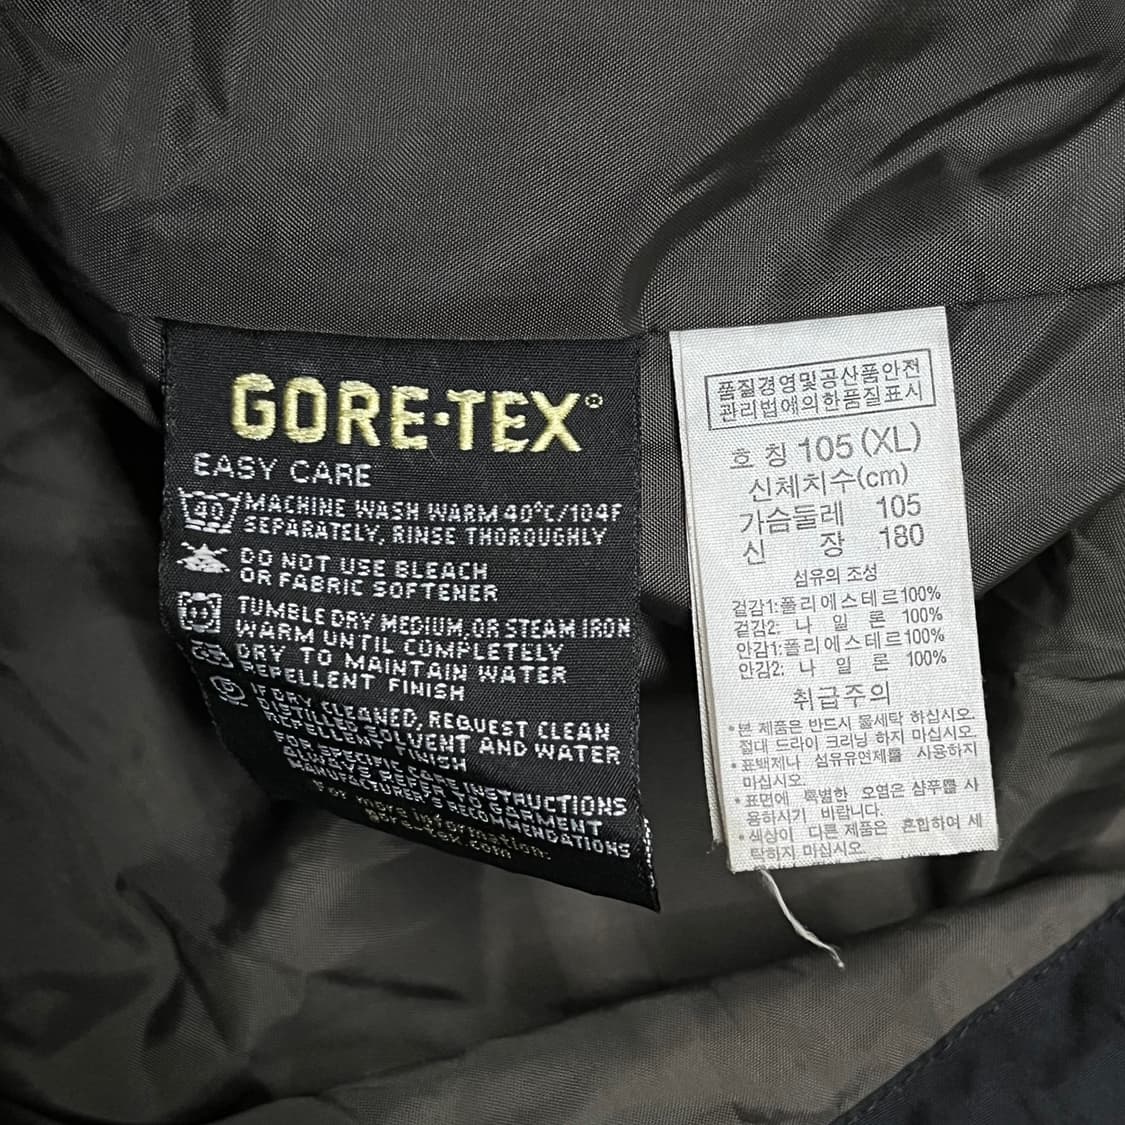 GORE-TEX®
EASY CARE
40
MACHINE WASH WARM 40°C/104F
SEPARATELY, RINSE THOROUGHLY
DO NOT USE BLEACH
OR FABRIC SOFTENER
TUMBLE DRY MEDIUM, OR STEAM IRON
WARM UNTIL COMPLETELY
DRY TO MAINTAIN WATER
REPELLENT FINISH
P
IF DRY CLEANED, REQUEST CLEAN
DISTILLED SOLVENT AND WATER
REPELLENT FINISH
FOR SPECIFIC CARE INSTRUCTIONS
ALWAYS REFER TO GARMENT
MANUFACTURER'S RECOMMENDATIONS
For more information:
gore-tex.com
품질경영및공산품안전
관리법에의한품질표시
호 칭 105 (XL)
신체치수(cm)
가슴둘레 105
신 장 180
섬유의 조성
겉감1:폴리에스테르100%
겉감2: 나 일 론 100%
안감1:폴리에스테르100%
안감2: 나 일 론 100%
취급주의
•본 제품은 반드시 물세탁 하십시오.
절대 드라이 크리닝 하지 마십시오.
•표백제나 섬유유연제를 사용하지
마십시오.
•표면에 특별한 오염은 샴푸를 사
용하시기 바랍니다.
•색상이 다른 제품은 혼합하여 세
탁하지 마십시오